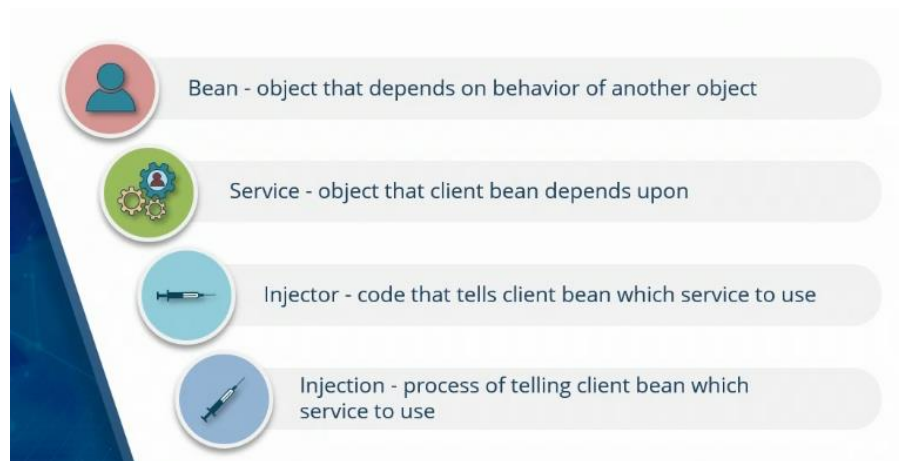 Bean - object that depends on behavior of another object
Service - object that client bean depends upon
Injector - code that tells client bean which service to use
Injection - process of telling client bean which
service to use